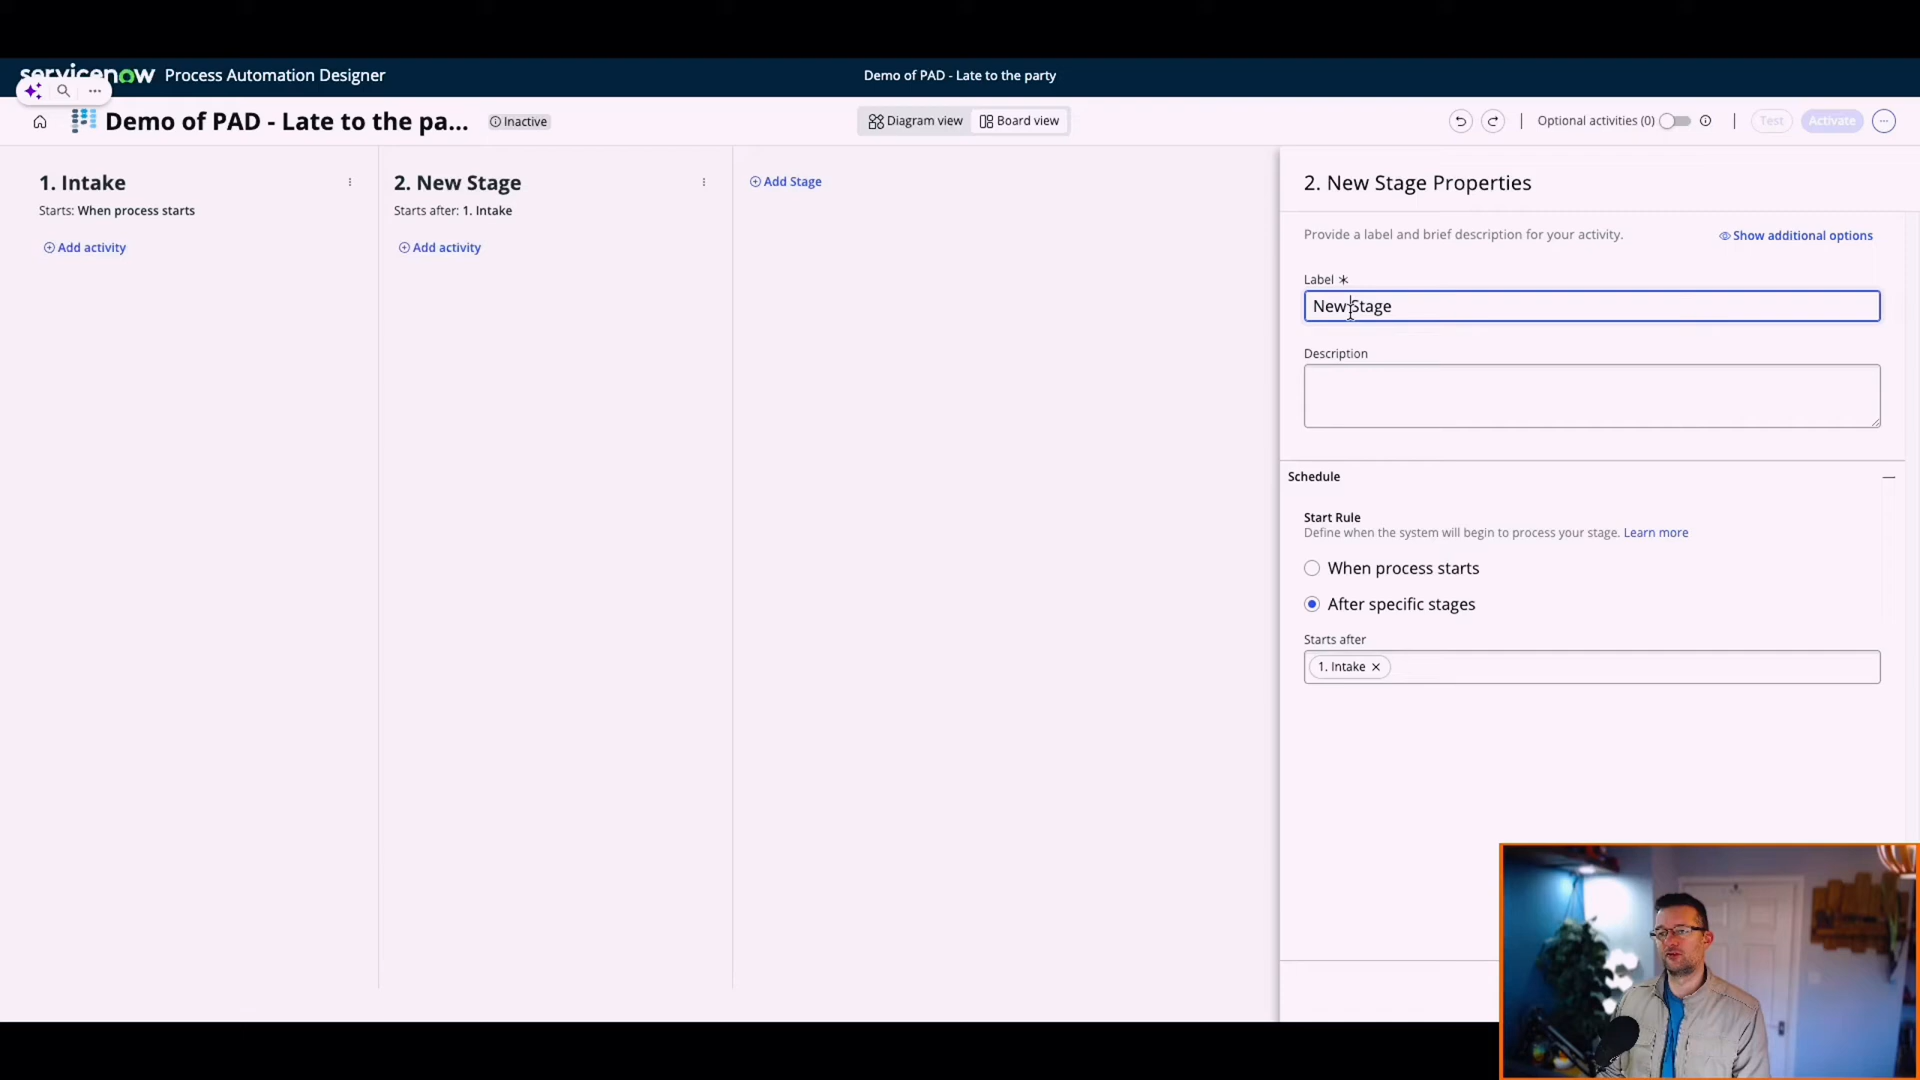 servicenow Process Automation Designer
Demo of PAD - Late to the party
Demo of PAD - Late to the pa...
Inactive
Diagram view
Board view
Optional activities (0)
Test
Activate
1. Intake
Starts: When process starts
Add activity
2. New Stage
Starts after: 1. Intake
Add activity
Add Stage
2. New Stage Properties
Provide a label and brief description for your activity.
Show additional options
Label *
New Stage
Description
Schedule
Start Rule
Define when the system will begin to process your stage. Learn more
When process starts
After specific stages
Starts after
1. Intake